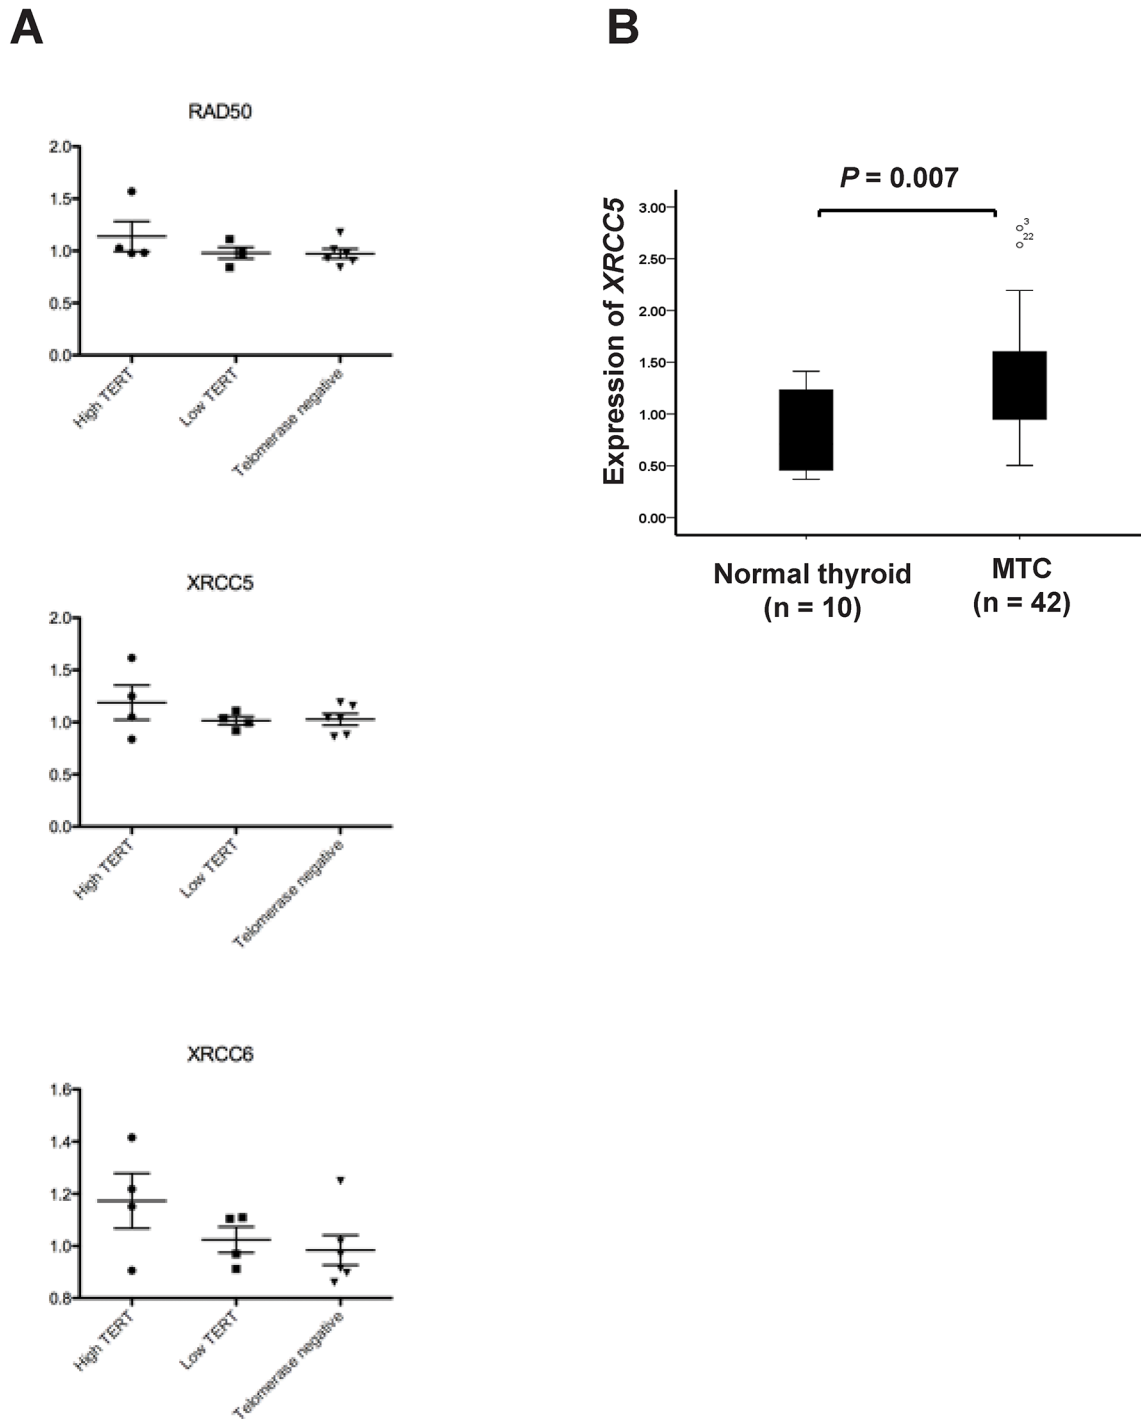 A
B
RAD50
2.0
1.5
1.0
0.5
0.0
High TERT
Low TERT
Telomerase negative
XRCC5
2.0
1.5
1.0
0.5
0.0
High TERT
Low TERT
Telomerase negative
XRCC6
1.6
1.4
1.2
1.0
0.8
High TERT
Low TERT
Telomerase negative
P = 0.007
Expression of XRCC5
3.00
2.50
2.00
1.50
1.00
0.50
0.00
3
22
Normal thyroid
(n = 10)
MTC
(n = 42)